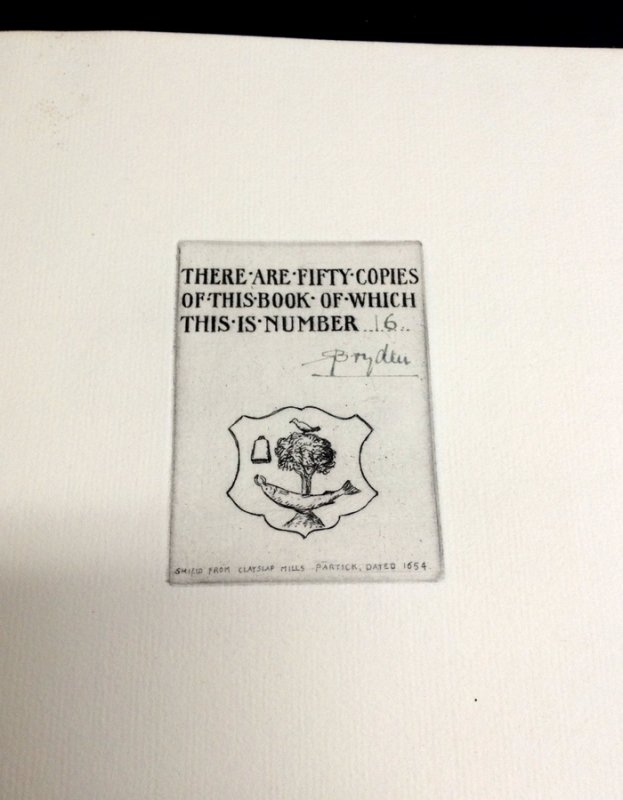 THERE·ARE·FIFTY·COPIES
OF·THIS·BOOK·OF·WHICH
THIS·IS·NUMBER ..16..
RBryden
SHIELD FROM CLAYSLAP MILLS PARTICK, DATED 1654.